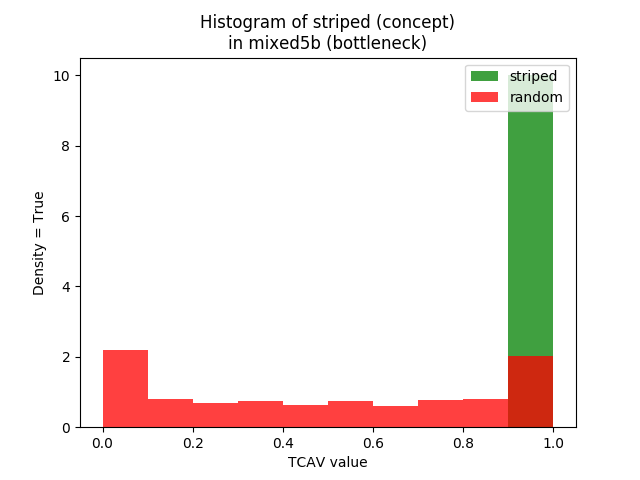 Histogram of striped (concept)
in mixed5b (bottleneck)
striped
random
10
8
6
4
2
0
Density = True
0.0 0.2 0.4 0.6 0.8 1.0
TCAV value